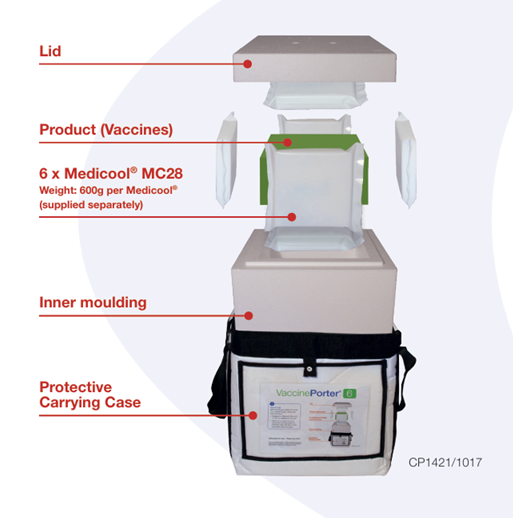 Lid
Product (Vaccines)
6 x Medicool® MC28
Weight: 600g per Medicool®
(supplied separately)
Inner moulding
Protective
Carrying Case
VaccinePorter® 6
CP1421/1017